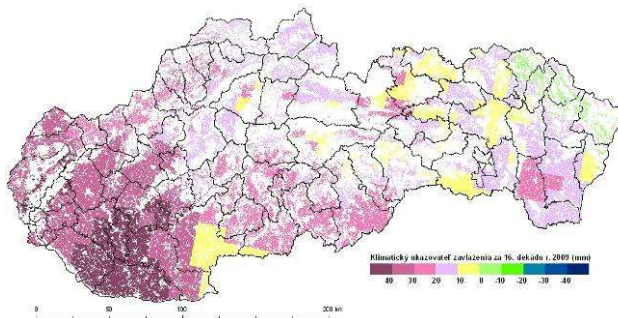 Klimatický ukazovateľ zavlaženia za 16. dekádu r. 2009 (mm)
40 30 20 10 0 -10 -20 -30 -40
0 50 100 200 km